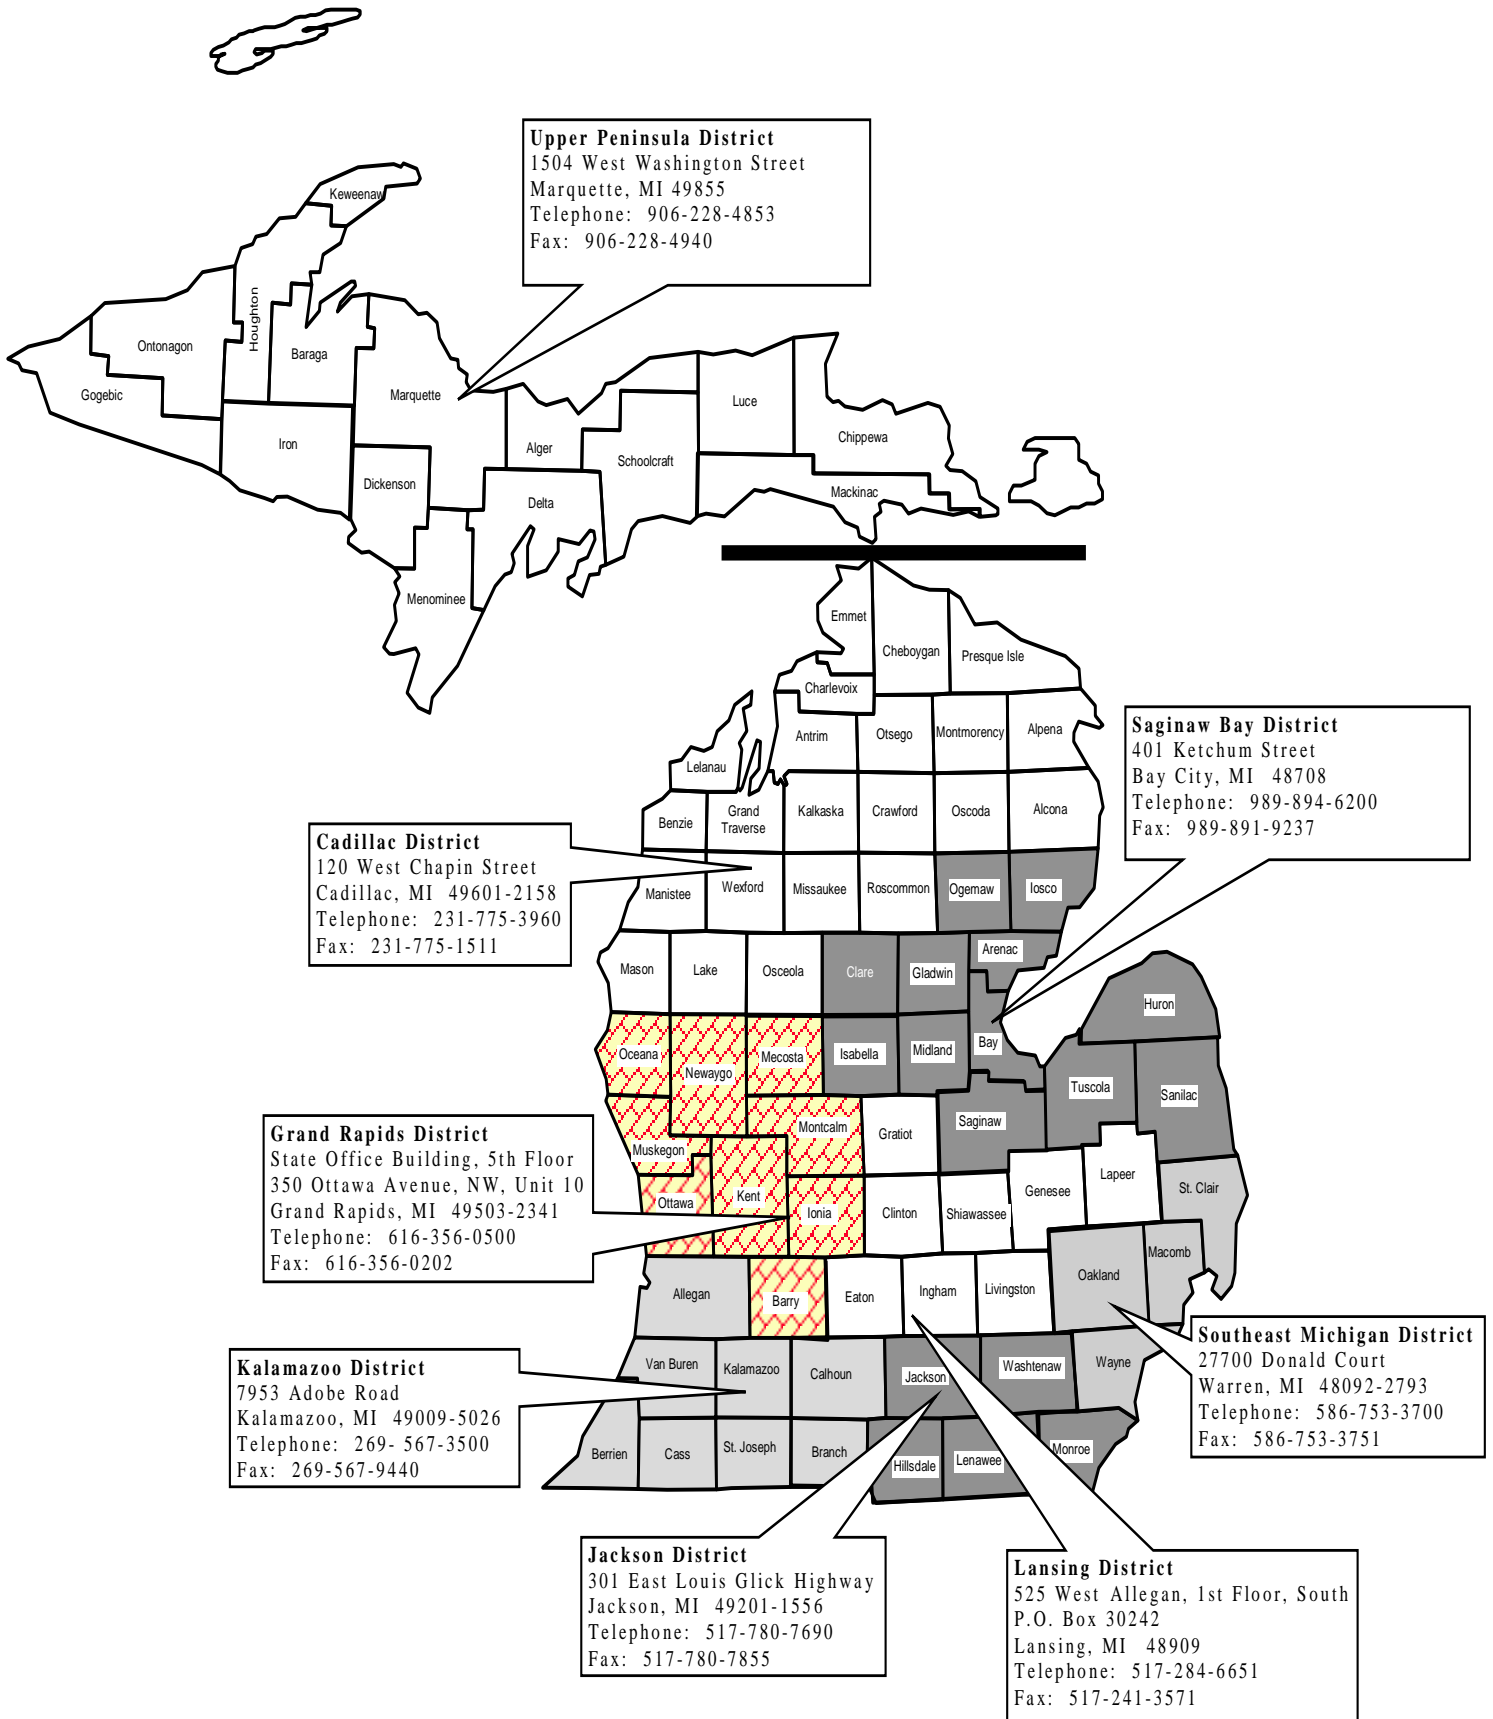 Upper Peninsula District
1504 West Washington Street
Marquette, MI 49855
Telephone: 906-228-4853
Fax: 906-228-4940
Keweenaw
Houghton
Ontonagon
Baraga
Gogebic
Marquette
Iron
Alger
Luce
Chippewa
Schoolcraft
Dickenson
Delta
Mackinac
Menominee
Emmet
Cheboygan
Presque Isle
Charlevoix
Antrim
Otsego
Montmorency
Alpena
Lelanau
Benzie
Grand
Traverse
Kalkaska
Crawford
Oscoda
Alcona
Saginaw Bay District
401 Ketchum Street
Bay City, MI 48708
Telephone: 989-894-6200
Fax: 989-891-9237
Cadillac District
120 West Chapin Street
Cadillac, MI 49601-2158
Telephone: 231-775-3960
Fax: 231-775-1511
Manistee
Wexford
Missaukee
Roscommon
Ogemaw
Iosco
Mason
Lake
Osceola
Clare
Gladwin
Arenac
Huron
Oceana
Newaygo
Mecosta
Isabella
Midland
Bay
Tuscola
Sanilac
Grand Rapids District
State Office Building, 5th Floor
350 Ottawa Avenue, NW, Unit 10
Grand Rapids, MI 49503-2341
Telephone: 616-356-0500
Fax: 616-356-0202
Muskegon
Montcalm
Gratiot
Saginaw
Ottawa
Kent
Ionia
Clinton
Shiawassee
Genesee
Lapeer
St. Clair
Allegan
Barry
Eaton
Ingham
Livingston
Oakland
Macomb
Southeast Michigan District
27700 Donald Court
Warren, MI 48092-2793
Telephone: 586-753-3700
Fax: 586-753-3751
Kalamazoo District
7953 Adobe Road
Kalamazoo, MI 49009-5026
Telephone: 269- 567-3500
Fax: 269-567-9440
Van Buren
Kalamazoo
Calhoun
Jackson
Washtenaw
Wayne
Berrien
Cass
St. Joseph
Branch
Hillsdale
Lenawee
Monroe
Jackson District
301 East Louis Glick Highway
Jackson, MI 49201-1556
Telephone: 517-780-7690
Fax: 517-780-7855
Lansing District
525 West Allegan, 1st Floor, South
P.O. Box 30242
Lansing, MI 48909
Telephone: 517-284-6651
Fax: 517-241-3571